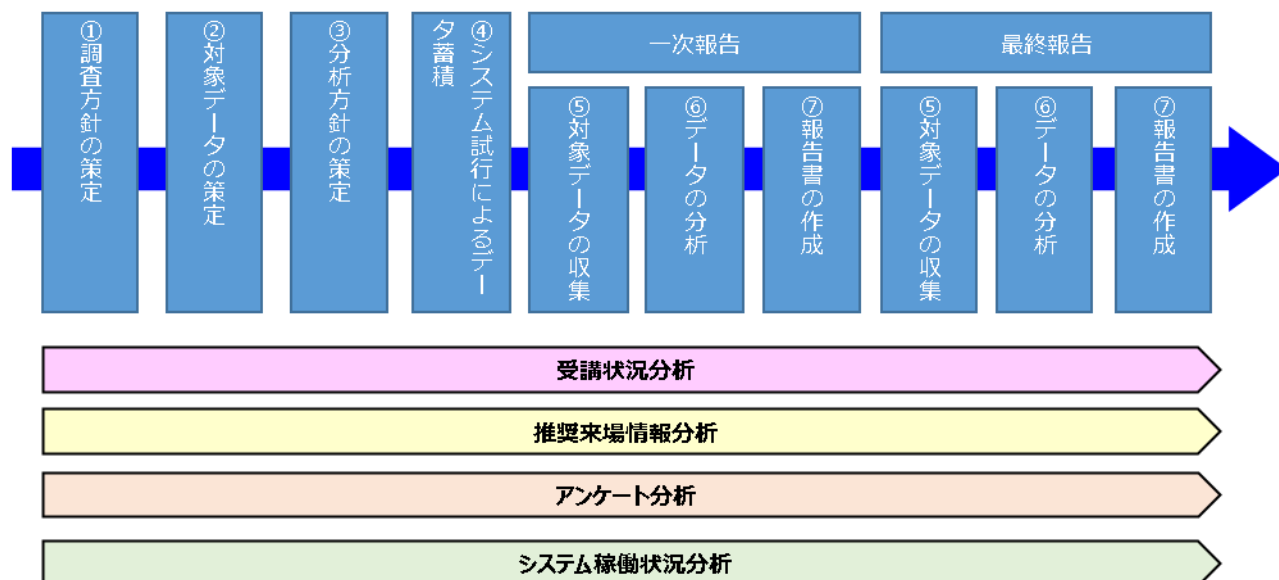 ①調査方針の策定
②対象データの策定
③分析方針の策定
④システム試行によるデー
タ蓄積
一次報告
⑤対象データの収集
⑥データの分析
⑦報告書の作成
最終報告
⑤対象データの収集
⑥データの分析
⑦報告書の作成
受講状況分析
推奨来場情報分析
アンケート分析
システム稼働状況分析